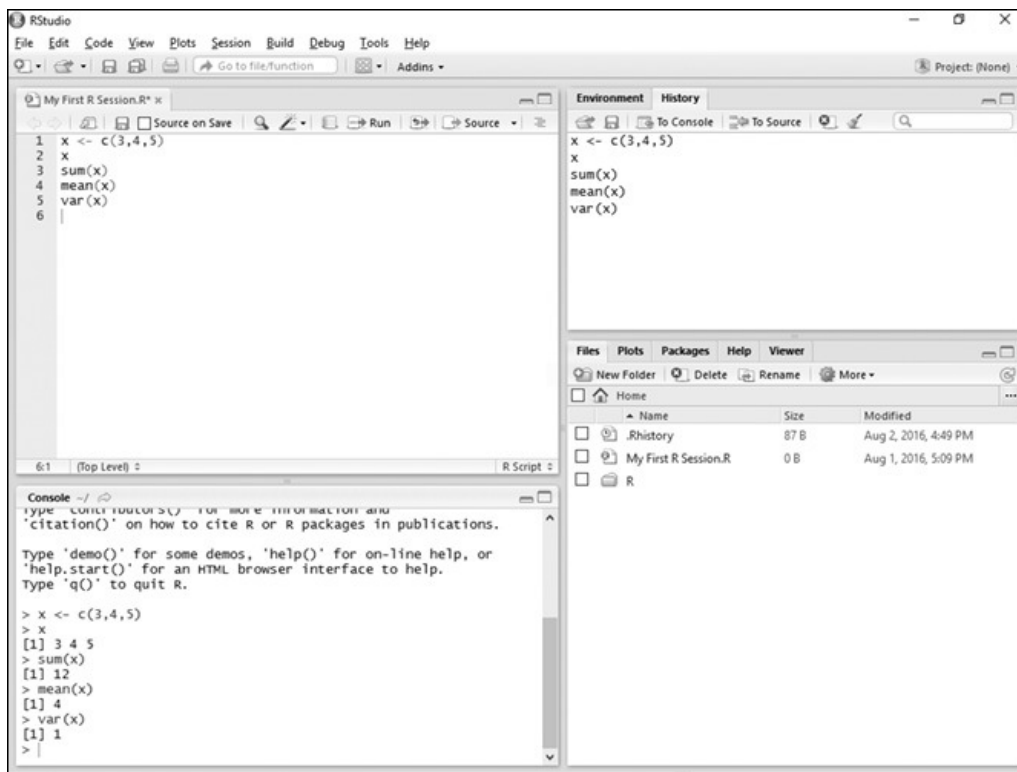 RStudio
File Edit Code View Plots Session Build Debug Tools Help
Go to file/function Addins Project: (None)
My First R Session.R*
Source on Save Run Source
1 x <- c(3,4,5)
2 x
3 sum(x)
4 mean(x)
5 var(x)
6
6:1 (Top Level) R Script
Console ~/
Type 'contributors()' for more information and
'citation()' on how to cite R or R packages in publications.
Type 'demo()' for some demos, 'help()' for on-line help, or
'help.start()' for an HTML browser interface to help.
Type 'q()' to quit R.
> x <- c(3,4,5)
> x
[1] 3 4 5
> sum(x)
[1] 12
> mean(x)
[1] 4
> var(x)
[1] 1
>
Environment History
To Console To Source
x <- c(3,4,5)
x
sum(x)
mean(x)
var(x)
Files Plots Packages Help Viewer
New Folder Delete Rename More
Home
Name Size Modified
.Rhistory 87 B Aug 2, 2016, 4:49 PM
My First R Session.R 0 B Aug 1, 2016, 5:09 PM
R